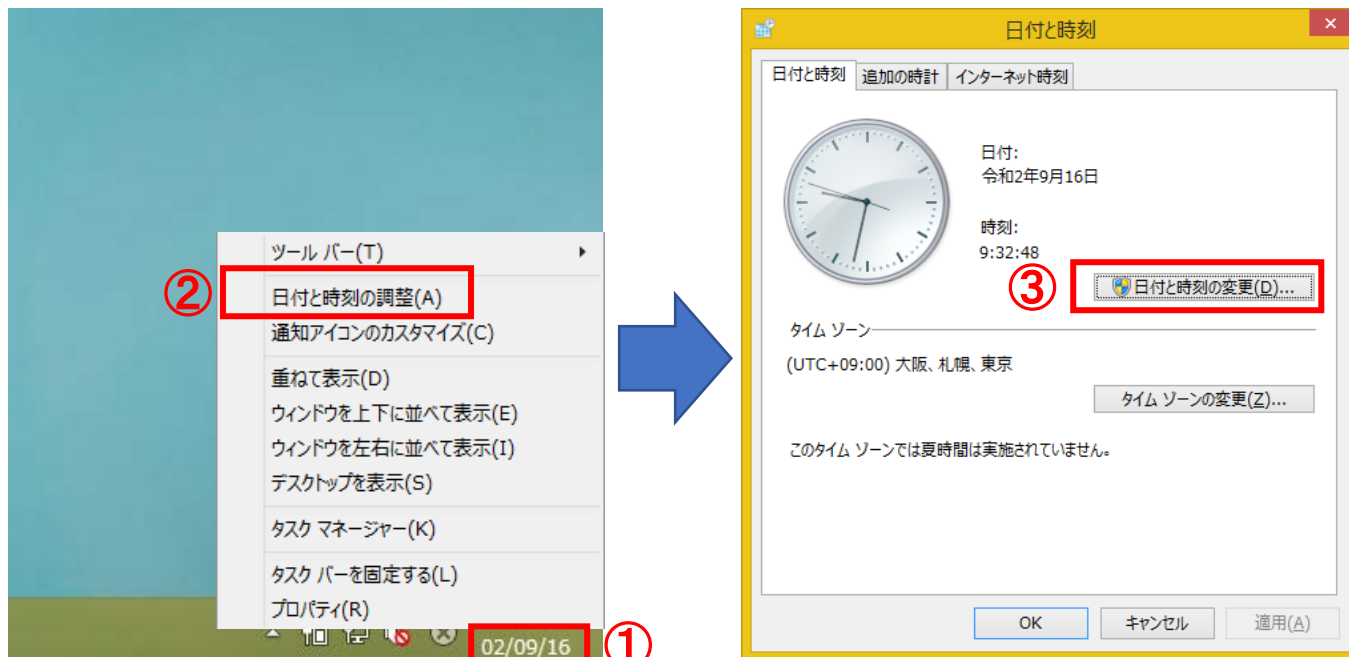 ツール バー(T)
②
日付と時刻の調整(A)
通知アイコンのカスタマイズ(C)
重ねて表示(D)
ウィンドウを上下に並べて表示(E)
ウィンドウを左右に並べて表示(I)
デスクトップを表示(S)
タスク マネージャー(K)
タスク バーを固定する(L)
プロパティ(R)
02/09/16
①
日付と時刻
日付と時刻 追加の時計 インターネット時刻
日付:
令和2年9月16日
時刻:
9:32:48
③
日付と時刻の変更(D)...
タイム ゾーン
(UTC+09:00) 大阪、札幌、東京
タイム ゾーンの変更(Z)...
このタイム ゾーンでは夏時間は実施されていません。
OK キャンセル 適用(A)